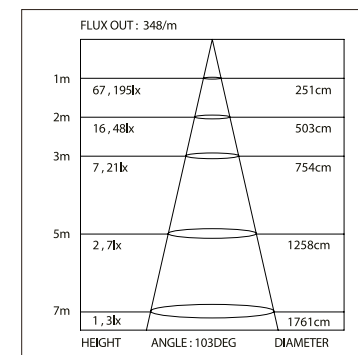 FLUX OUT : 348/m
1m
67 , 195lx 251cm
2m
16 , 48lx 503cm
3m
7 , 21lx 754cm
5m
2 , 7lx 1258cm
7m
1 , 3lx 1761cm
HEIGHT ANGLE : 103DEG DIAMETER